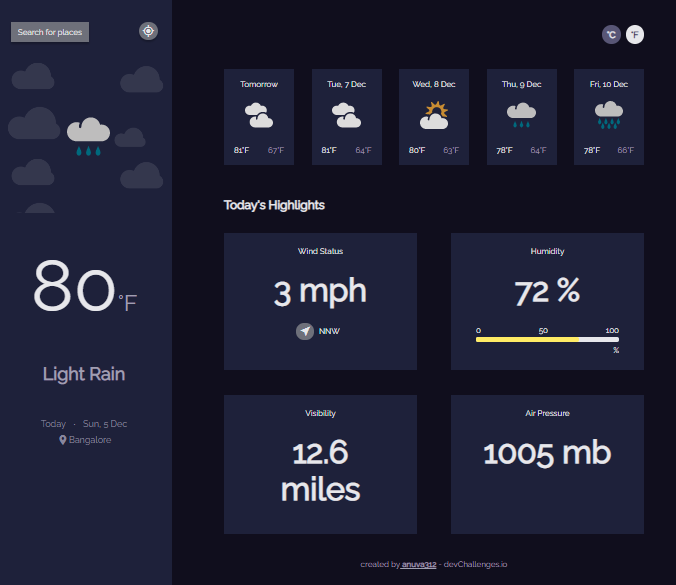 Search for places
80°F
Light Rain
Today · Sun, 5 Dec
Bangalore
°C °F
Tomorrow
81°F 67°F
Tue, 7 Dec
81°F 64°F
Wed, 8 Dec
80°F 63°F
Thu, 9 Dec
78°F 64°F
Fri, 10 Dec
78°F 66°F
Today's Highlights
Wind Status
3 mph
NNW
Humidity
72 %
0 50 100
%
Visibility
12.6
miles
Air Pressure
1005 mb
created by anuva312 - devChallenges.io